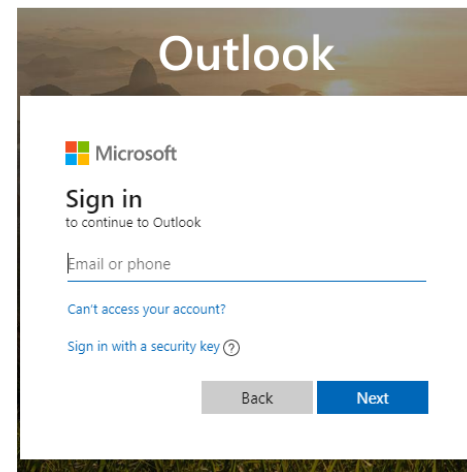 Outlook
Microsoft
Sign in
to continue to Outlook
Email or phone
Can't access your account?
Sign in with a security key ?
Back Next